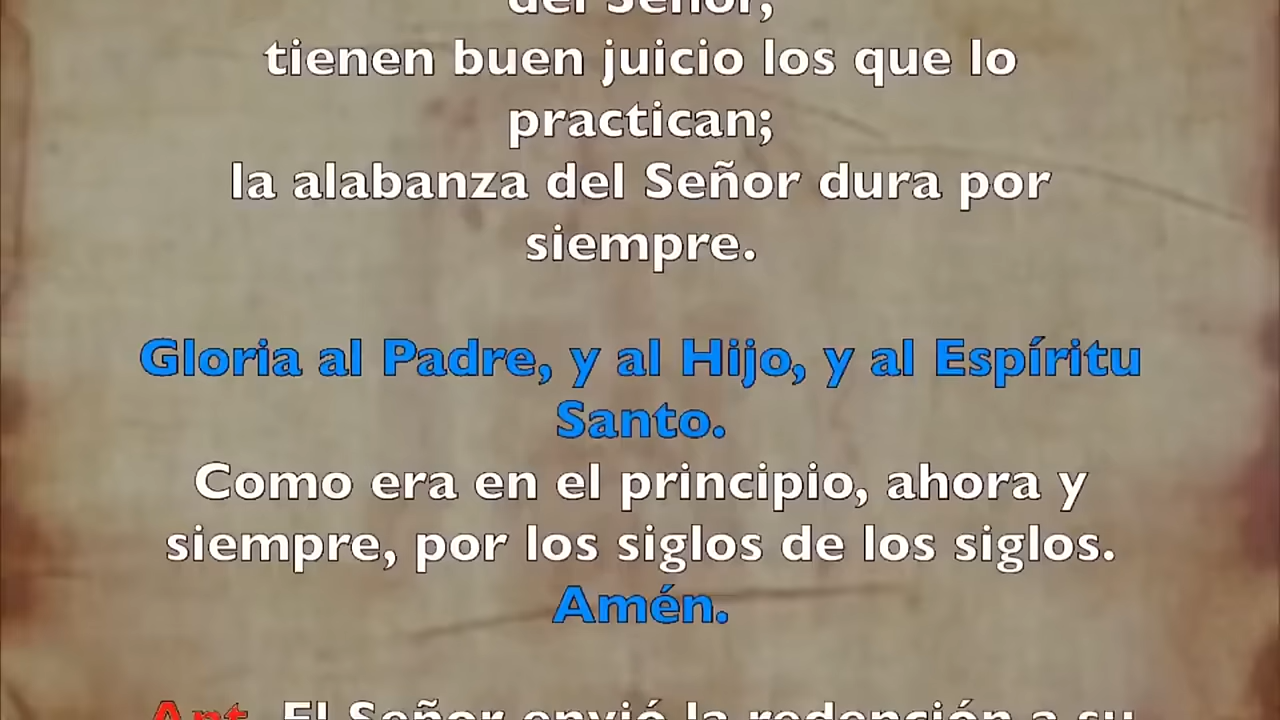 del Señor,
tienen buen juicio los que lo
practican;
la alabanza del Señor dura por
siempre.
Gloria al Padre, y al Hijo, y al Espíritu
Santo.
Como era en el principio, ahora y
siempre, por los siglos de los siglos.
Amén.
Ant. El Señor envió la redención a su